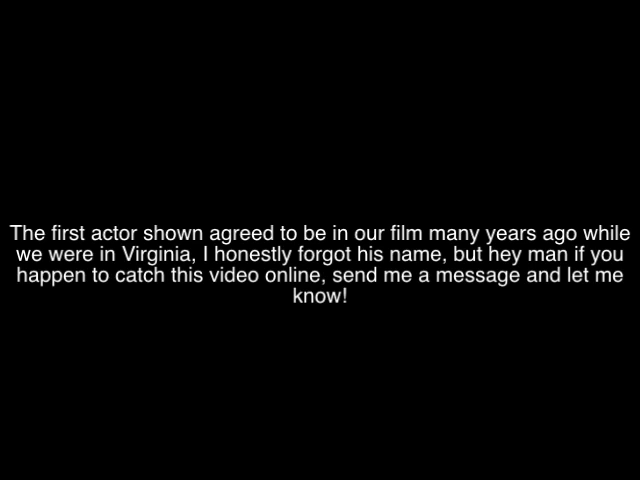 The first actor shown agreed to be in our film many years ago while
we were in Virginia, I honestly forgot his name, but hey man if you
happen to catch this video online, send me a message and let me
know!